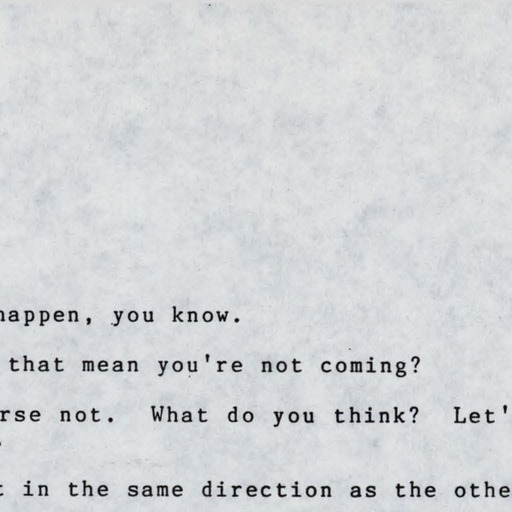 happen, you know.
that mean you're not coming?
rse not. What do you think? Let'
t in the same direction as the othe